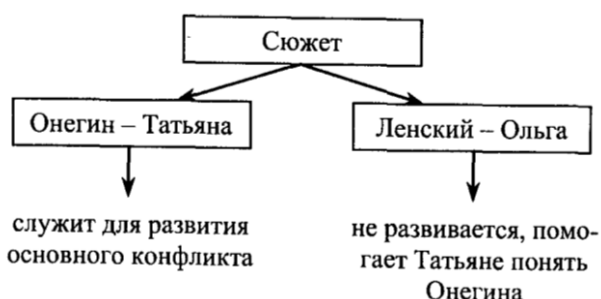 Сюжет
Онегин – Татьяна
Ленский – Ольга
служит для развития
основного конфликта
не развивается, помо-
гает Татьяне понять
Онегина